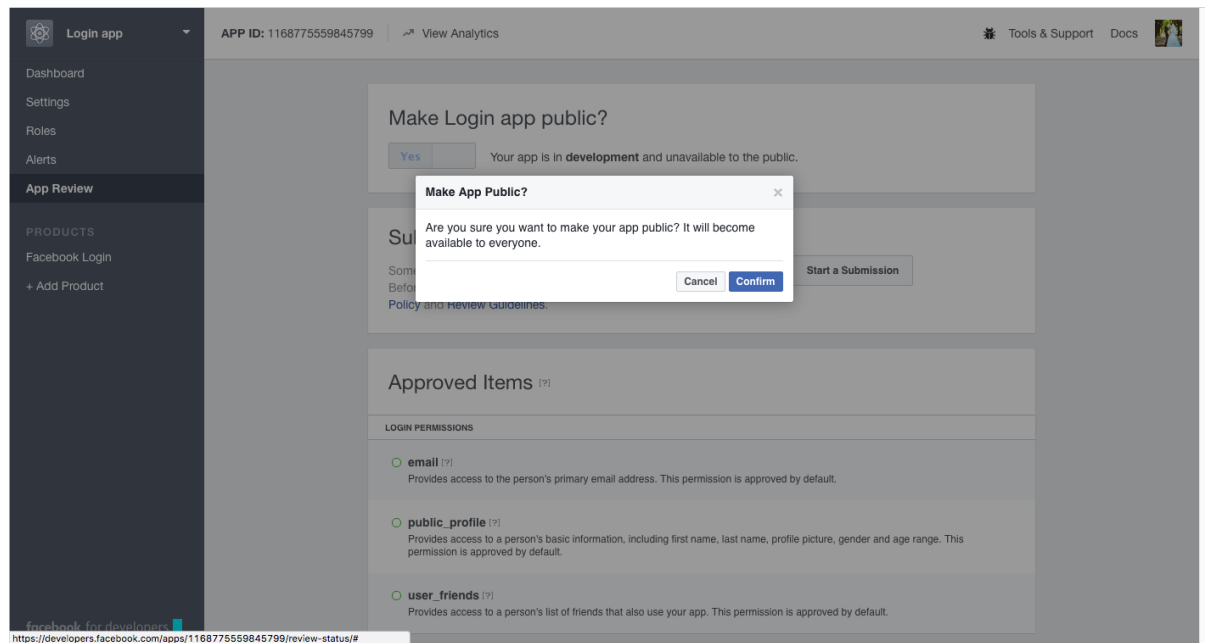 Login app
APP ID: 1168775559845799
View Analytics
Tools & Support
Docs
Dashboard
Settings
Roles
Alerts
App Review
PRODUCTS
Facebook Login
+ Add Product
facebook for developers
https://developers.facebook.com/apps/1168775559845799/review-status/#
Make Login app public?
Yes
Your app is in development and unavailable to the public.
Make App Public?
Are you sure you want to make your app public? It will become
available to everyone.
Cancel
Confirm
Start a Submission
Policy and Review Guidelines.
Approved Items [?]
LOGIN PERMISSIONS
email [?]
Provides access to the person's primary email address. This permission is approved by default.
public_profile [?]
Provides access to a person's basic information, including first name, last name, profile picture, gender and age range. This
permission is approved by default.
user_friends [?]
Provides access to a person's list of friends that also use your app. This permission is approved by default.